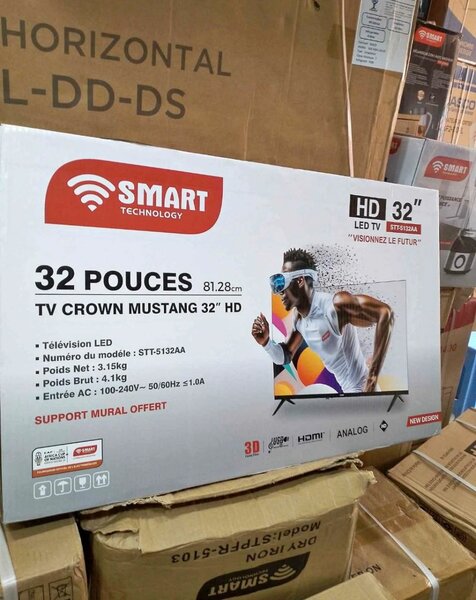 HORIZONTAL
L-DD-DS
SMART
SMART
TECHNOLOGY
HD 32"
LED TV STT-5132AA
"VISIONNEZ LE FUTUR"
32 POUCES 81.28cm
TV CROWN MUSTANG 32" HD
• Télévision LED
• Numéro du modèle : STT-5132AA
• Poids Net : 3.15kg
• Poids Brut : 4.1kg
• Entrée AC : 100-240V~ 50/60Hz ≤1.0A
SUPPORT MURAL OFFERT
SMART
3D
USB
HDMI
ANALOG
NEW DESIGN
SMART
DRY IRON
Model:STPFR-5103
SMART
TECHNOLOGY
SMART